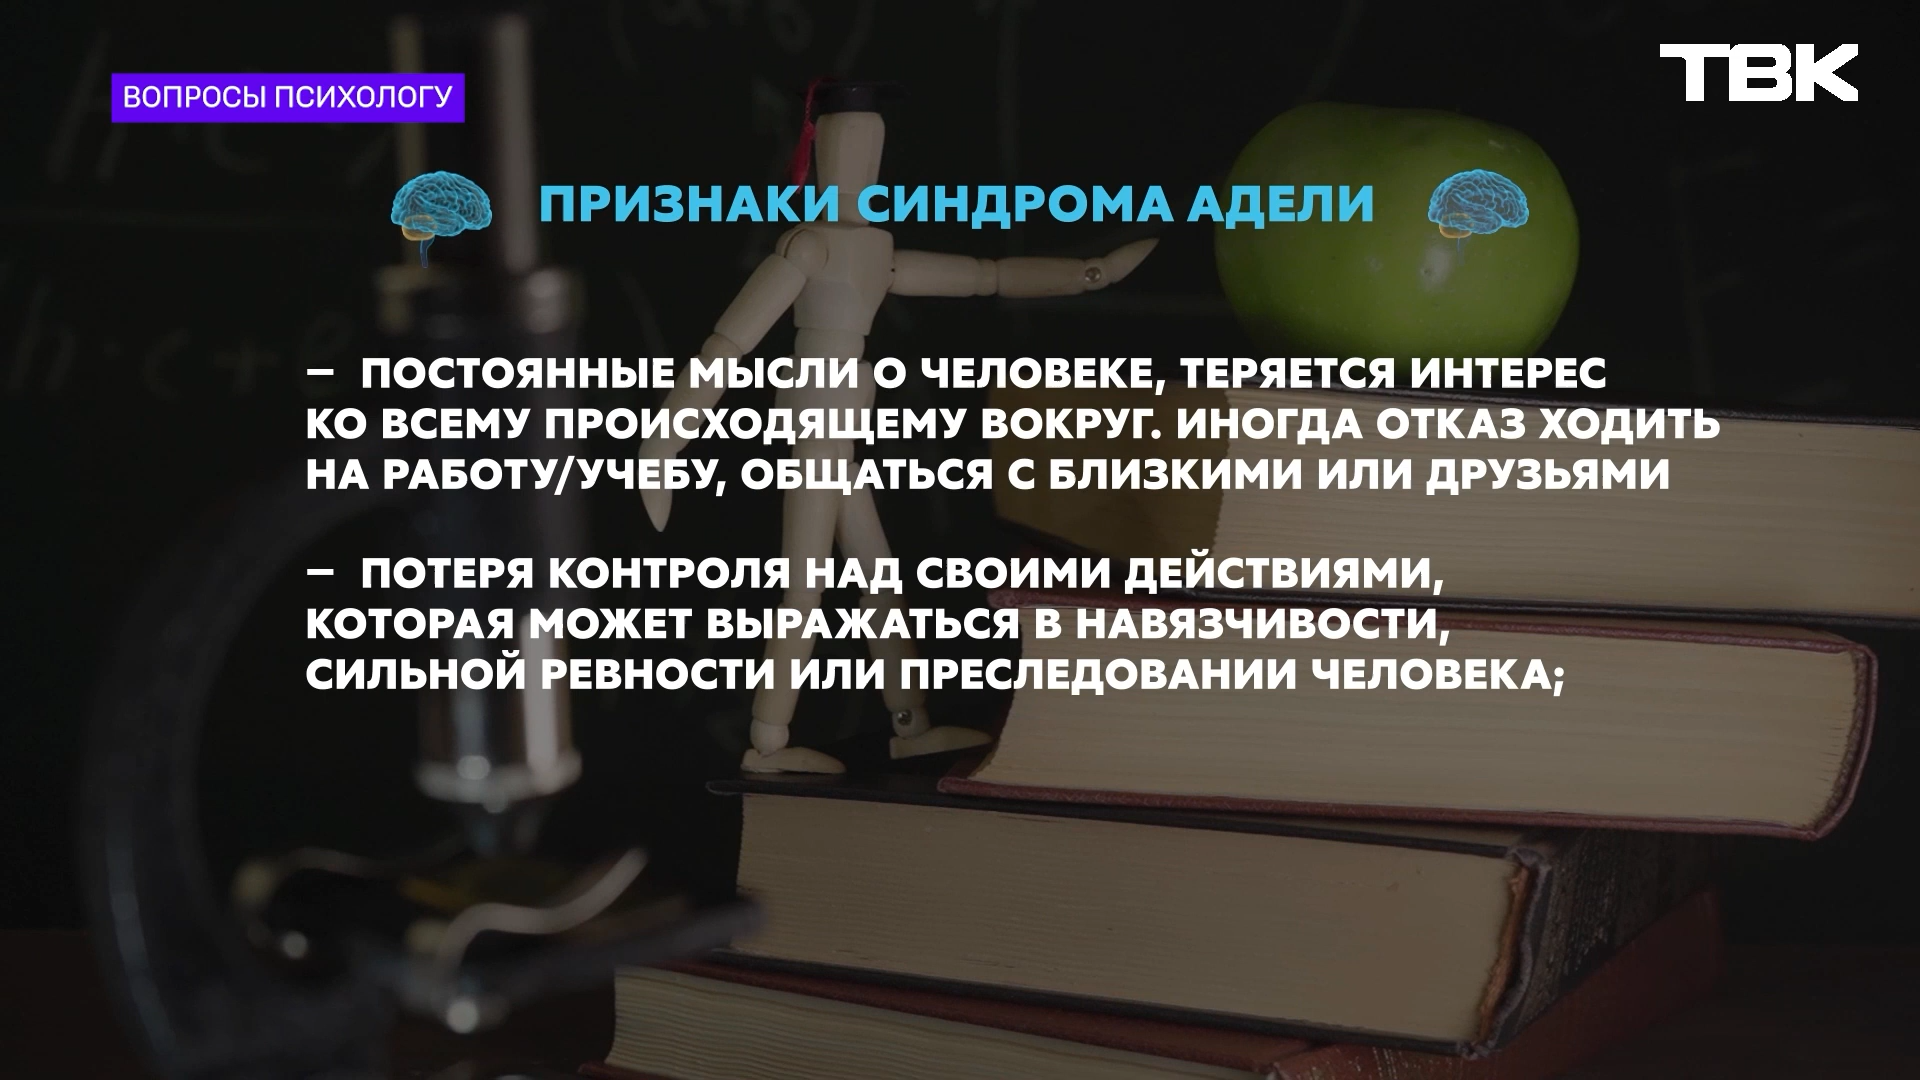 ВОПРОСЫ ПСИХОЛОГУ
ТВК
ПРИЗНАКИ СИНДРОМА АДЕЛИ
– ПОСТОЯННЫЕ МЫСЛИ О ЧЕЛОВЕКЕ, ТЕРЯЕТСЯ ИНТЕРЕС
КО ВСЕМУ ПРОИСХОДЯЩЕМУ ВОКРУГ. ИНОГДА ОТКАЗ ХОДИТЬ
НА РАБОТУ/УЧЕБУ, ОБЩАТЬСЯ С БЛИЗКИМИ ИЛИ ДРУЗЬЯМИ
– ПОТЕРЯ КОНТРОЛЯ НАД СВОИМИ ДЕЙСТВИЯМИ,
КОТОРАЯ МОЖЕТ ВЫРАЖАТЬСЯ В НАВЯЗЧИВОСТИ,
СИЛЬНОЙ РЕВНОСТИ ИЛИ ПРЕСЛЕДОВАНИИ ЧЕЛОВЕКА;